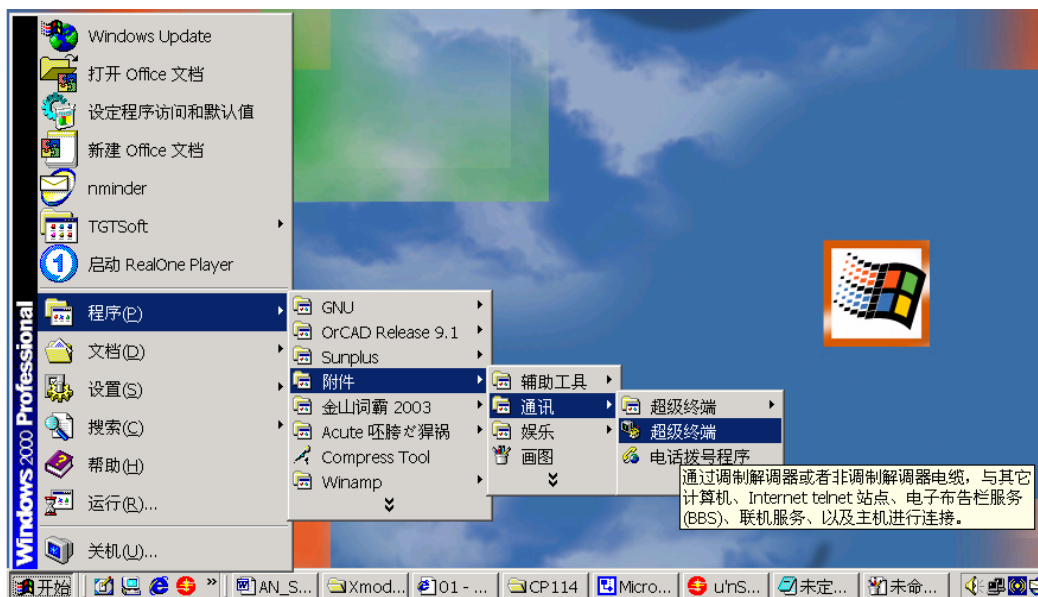 Windows Update
打开 Office 文档
设定程序访问和默认值
新建 Office 文档
nminder
TGTSoft
启动 RealOne Player
程序(P)
文档(D)
设置(S)
搜索(C)
帮助(H)
运行(R)...
关机(U)...
Windows 2000 Professional
GNU
OrCAD Release 9.1
Sunplus
附件
金山词霸 2003
Acute 呸胯ぞ猂祸
Compress Tool
Winamp
辅助工具
通讯
娱乐
画图
超级终端
超级终端
电话拨号程序
通过调制解调器或者非调制解调器电缆，与其它
计算机、Internet telnet 站点、电子布告栏服务
(BBS)、联机服务、以及主机进行连接。
开始
AN_S...
Xmod...
01 - ...
CP114
Micro...
u'nS...
未定...
未命...